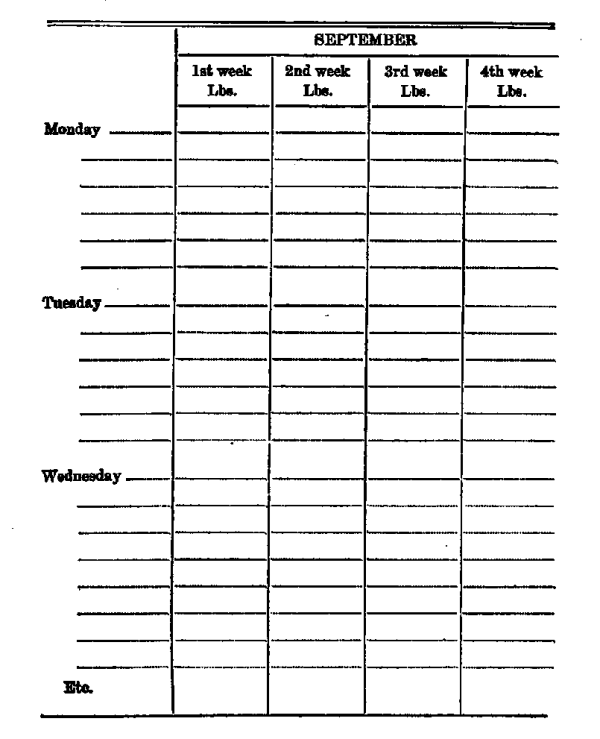 SEPTEMBER
1st week 2nd week 3rd week 4th week
Lbs. Lbs. Lbs. Lbs.
Monday
Tuesday
Wednesday
Etc.